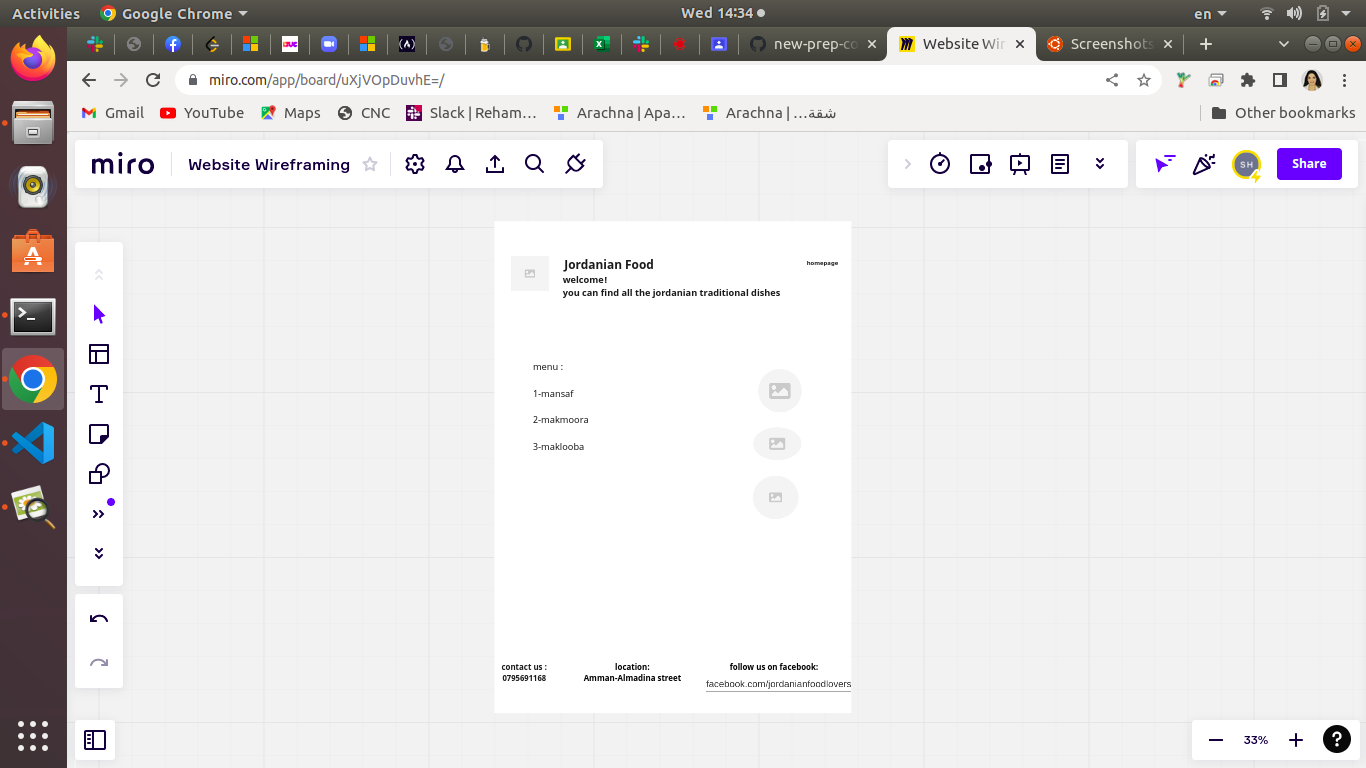 Activities
Google Chrome
Wed 14:34
en
new-prep-co
Website Wir
Screenshots
miro.com/app/board/uXjVOpDuvhE=/
Gmail
YouTube
Maps
CNC
Slack | Reham…
Arachna | Apa…
Arachna | …شقة
Other bookmarks
miro
Website Wireframing
SH
Share
Jordanian Food
homepage
welcome!
you can find all the jordanian traditional dishes
menu :
1-mansaf
2-makmoora
3-maklooba
contact us :
0795691168
location:
Amman-Almadina street
follow us on facebook:
facebook.com/jordanianfoodlovers
33%